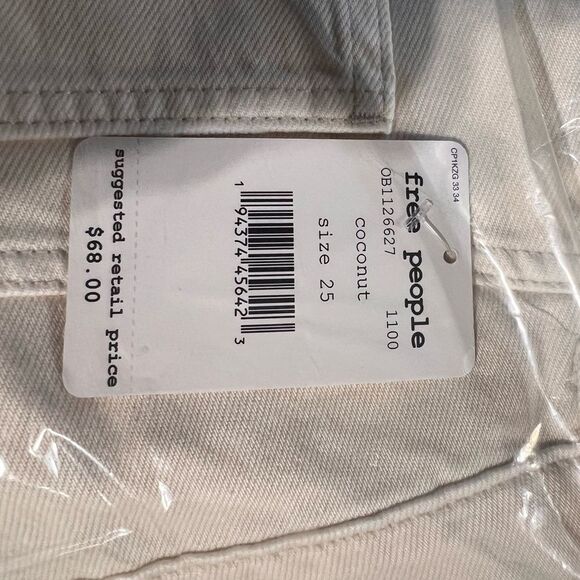 CP1KZG 33 34
free people
OB1126627 1100
coconut
size 25
1 94374 45642 3
suggested retail price
$68.00